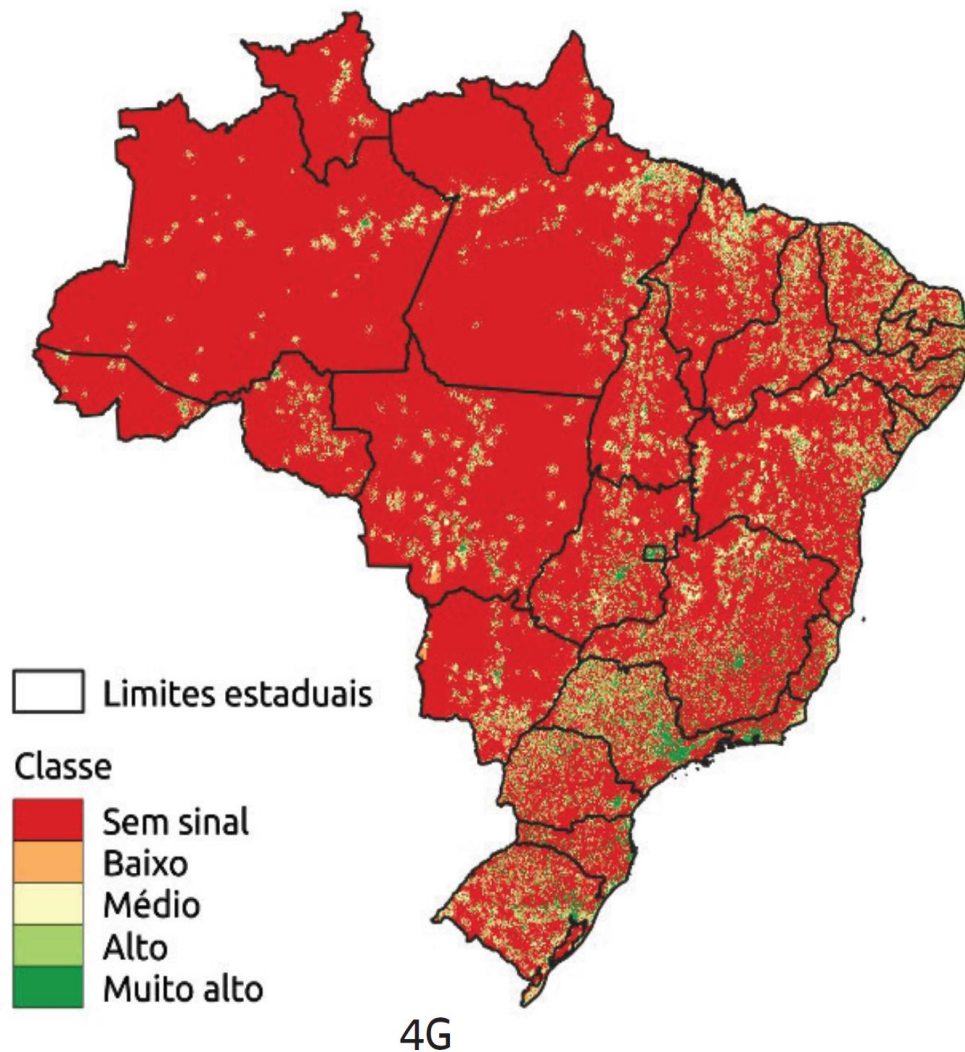 Limites estaduais
Classe
Sem sinal
Baixo
Médio
Alto
Muito alto
4G